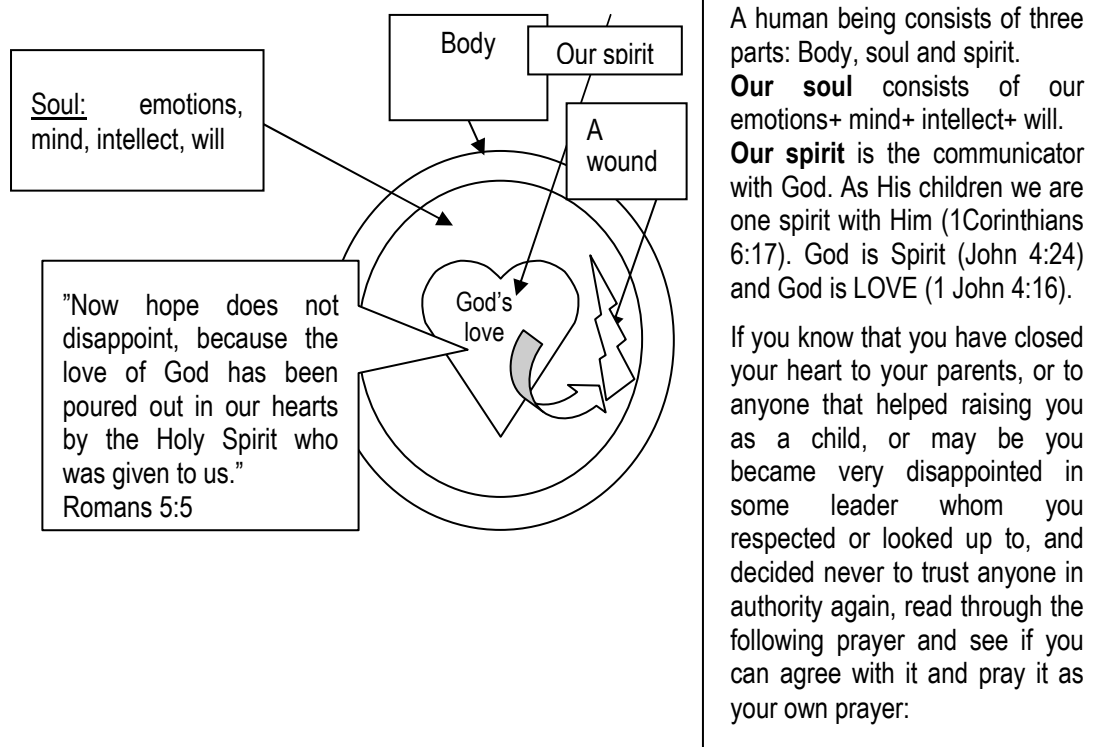 Body
Our spirit
Soul: emotions,
mind, intellect, will
A
wound
God's
love
"Now hope does not
disappoint, because the
love of God has been
poured out in our hearts
by the Holy Spirit who
was given to us."
Romans 5:5
A human being consists of three
parts: Body, soul and spirit.
Our soul consists of our
emotions+ mind+ intellect+ will.
Our spirit is the communicator
with God. As His children we are
one spirit with Him (1Corinthians
6:17). God is Spirit (John 4:24)
and God is LOVE (1 John 4:16).
If you know that you have closed
your heart to your parents, or to
anyone that helped raising you
as a child, or may be you
became very disappointed in
some leader whom you
respected or looked up to, and
decided never to trust anyone in
authority again, read through the
following prayer and see if you
can agree with it and pray it as
your own prayer: